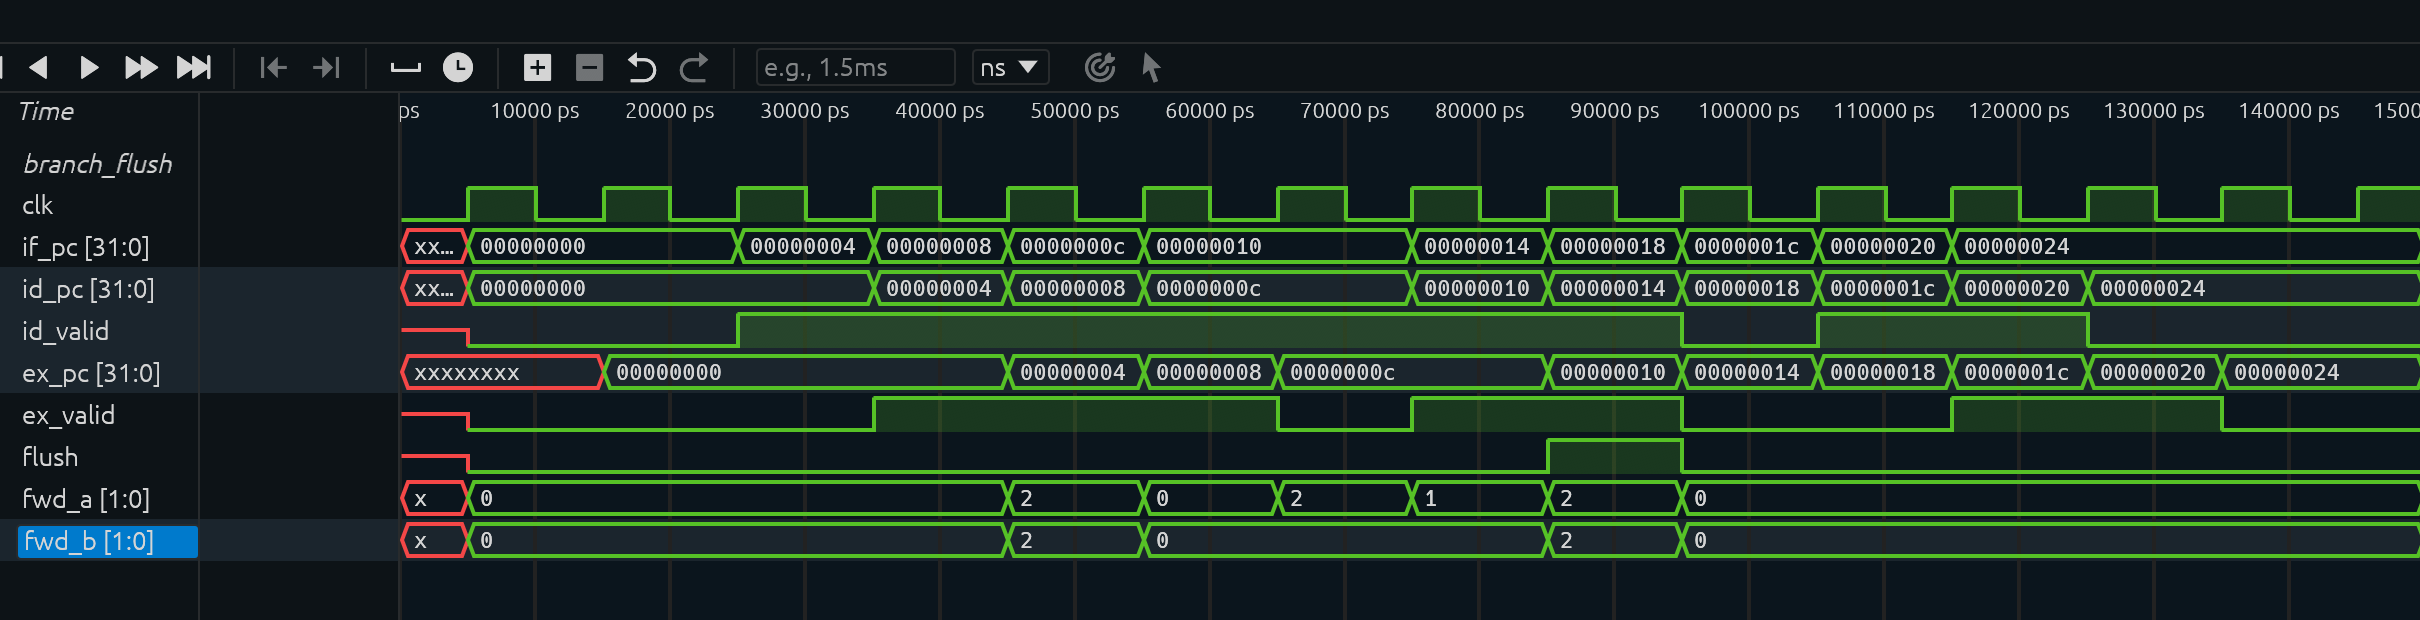 e.g., 1.5ms ns
Time ps 10000 ps 20000 ps 30000 ps 40000 ps 50000 ps 60000 ps 70000 ps 80000 ps 90000 ps 100000 ps 110000 ps 120000 ps 130000 ps 140000 ps 1500
branch_flush
clk
if_pc [31:0] xx… 00000000 00000004 00000008 0000000c 00000010 00000014 00000018 0000001c 00000020 00000024
id_pc [31:0] xx… 00000000 00000004 00000008 0000000c 00000010 00000014 00000018 0000001c 00000020 00000024
id_valid
ex_pc [31:0] xxxxxxxx 00000000 00000004 00000008 0000000c 00000010 00000014 00000018 0000001c 00000020 00000024
ex_valid
flush
fwd_a [1:0] x 0 2 0 2 1 2 0
fwd_b [1:0] x 0 2 0 2 0